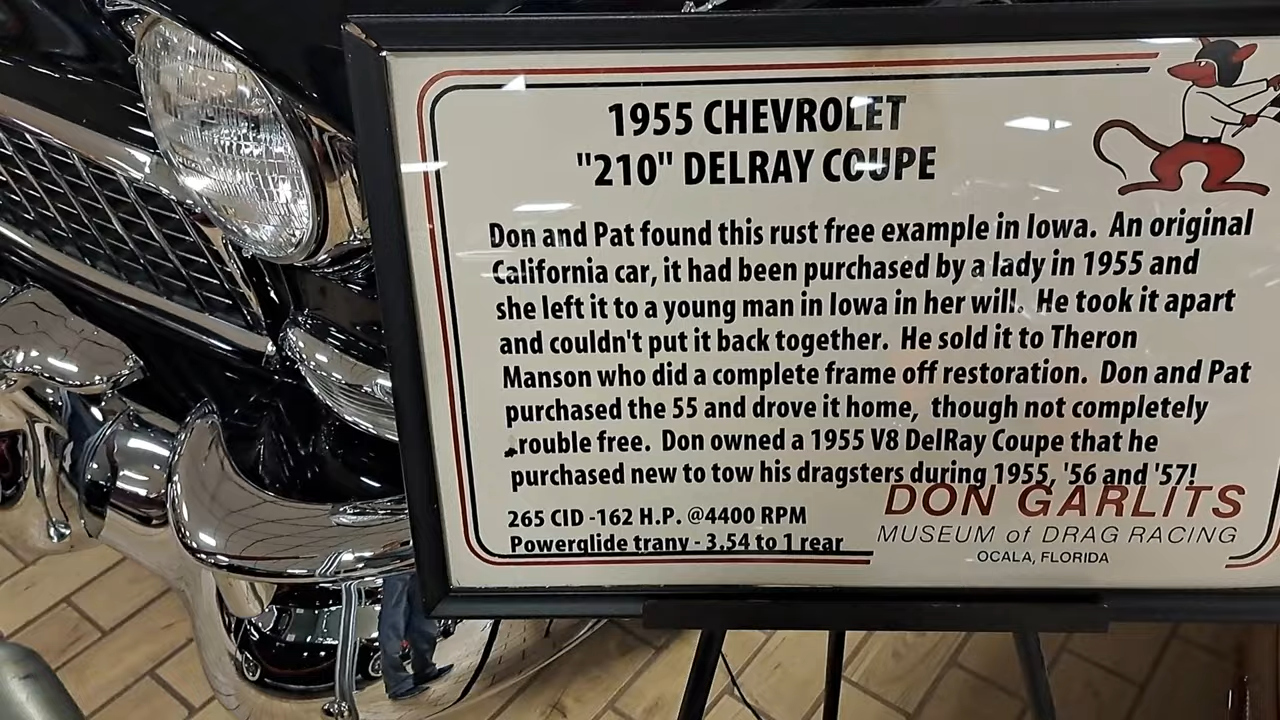 1955 CHEVROLET
"210" DELRAY COUPE
Don and Pat found this rust free example in Iowa. An original
California car, it had been purchased by a lady in 1955 and
she left it to a young man in Iowa in her will. He took it apart
and couldn't put it back together. He sold it to Theron
Manson who did a complete frame off restoration. Don and Pat
purchased the 55 and drove it home, though not completely
trouble free. Don owned a 1955 V8 DelRay Coupe that he
purchased new to tow his dragsters during 1955, '56 and '57!
265 CID -162 H.P. @4400 RPM
Powerglide trany - 3.54 to 1 rear
DON GARLITS
MUSEUM of DRAG RACING
OCALA, FLORIDA